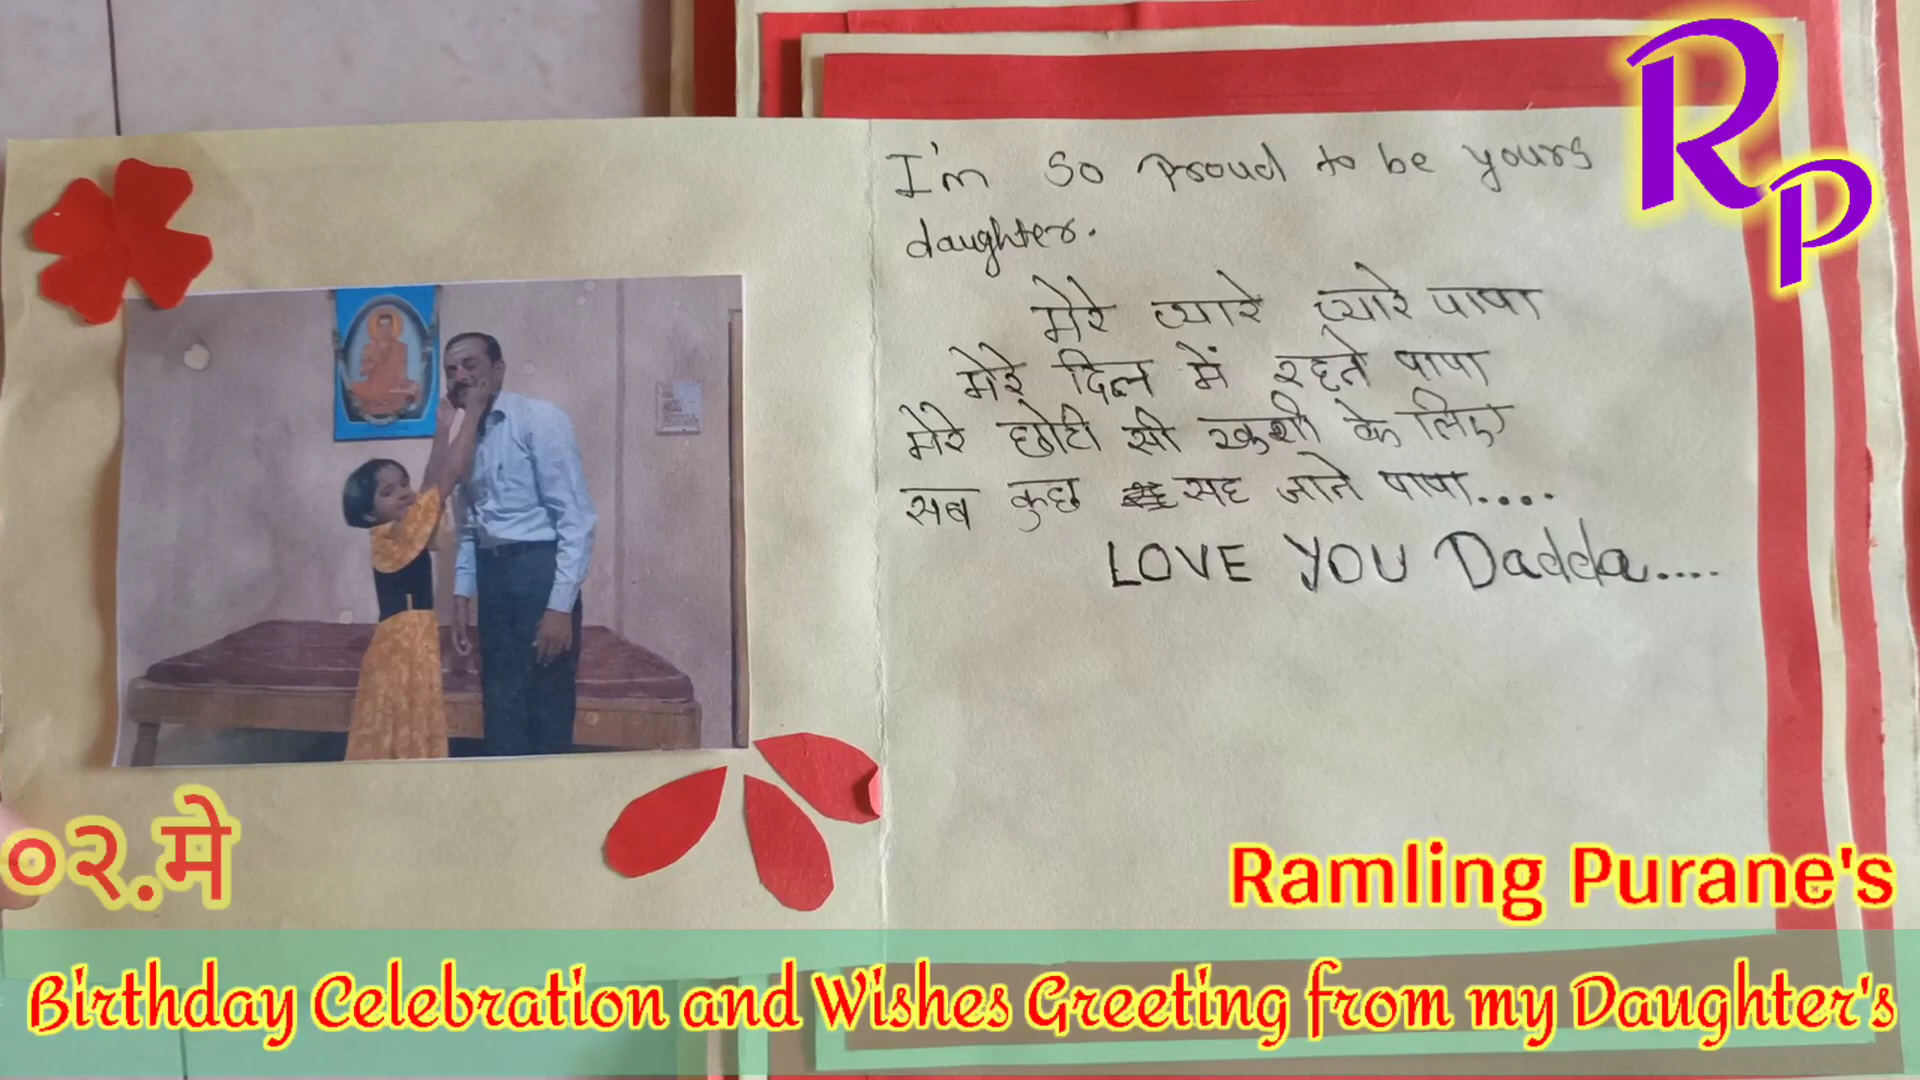 I'm so proud to be yours
daughter.
मेरे प्यारे प्यारे पापा
मेरे दिल में रहते पापा
मेरे छोटी सी खुशी के लिए
सब कुछ सह जाते पापा....
LOVE YOU Dadda....
RP
०२.मे
Ramling Purane's
Birthday Celebration and Wishes Greeting from my Daughter's